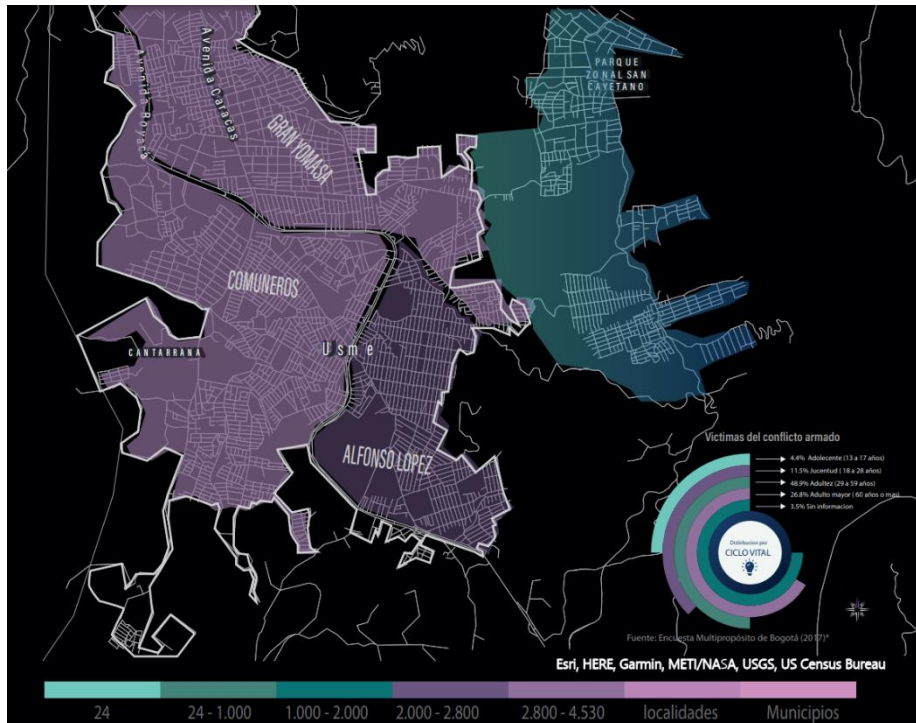 Avenida Boyacá
Avenida Caracas
GRAN YOMASA
PARQUE
ZONAL SAN
CAYETANO
COMUNEROS
CANTARRANA
Usme
ALFONSO LOPEZ
Victimas del conflicto armado
4.4% Adolecente (13 a 17 años)
11.5% Juventud ( 18 a 28 años)
48.9% Adultez (29 a 59 años)
26.8% Adulto mayor ( 60 años o mas)
3.5% Sin informacion
Distribucion por
CICLO VITAL
Fuente: Encuesta Multipropósito de Bogotá (2017)*
Esri, HERE, Garmin, METI/NASA, USGS, US Census Bureau
24
24 - 1.000
1.000 - 2.000
2.000 - 2.800
2.800 - 4.530
localidades
Municipios